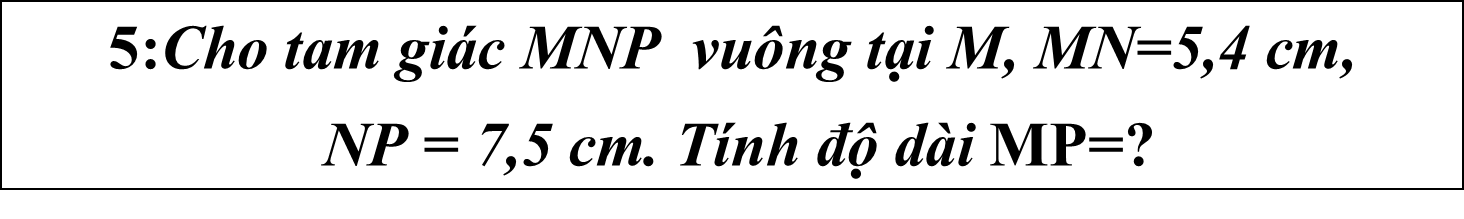 5:Cho tam giác MNP vuông tại M, MN=5,4 cm,
NP = 7,5 cm. Tính độ dài MP=?